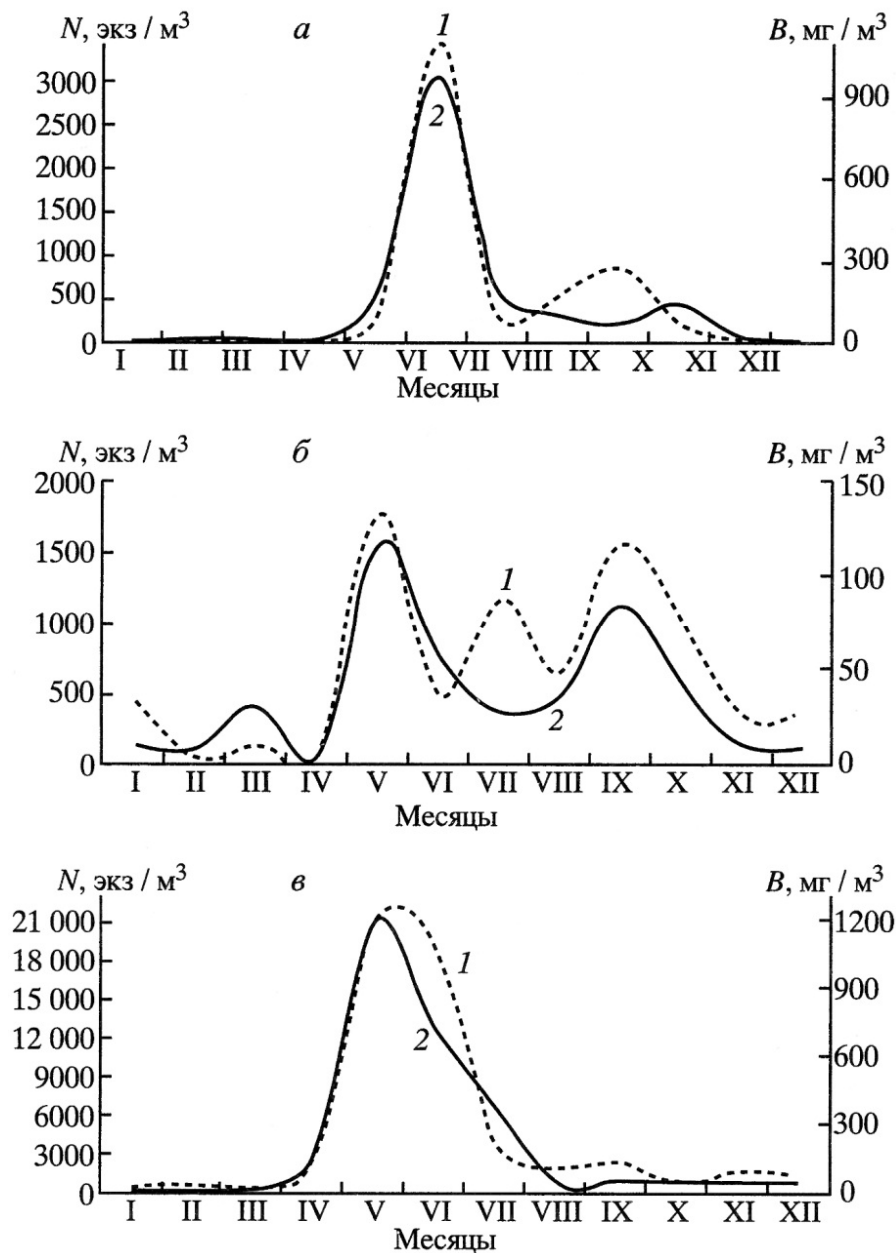 N, экз / м³ а B, мг / м³
1
3000
900
2500
2
2000
600
1500
1000
300
500
0 0
I II III IV V VI VII VIII IX X XI XII
Месяцы
N, экз / м³ б B, мг / м³
2000 150
1500
1
100
1000
50
500
2
0 0
I II III IV V VI VII VIII IX X XI XII
Месяцы
N, экз / м³ в B, мг / м³
21 000 1200
1
18 000
15 000 900
12 000 2
600
9000
6000
300
3000
0 0
I II III IV V VI VII VIII IX X XI XII
Месяцы